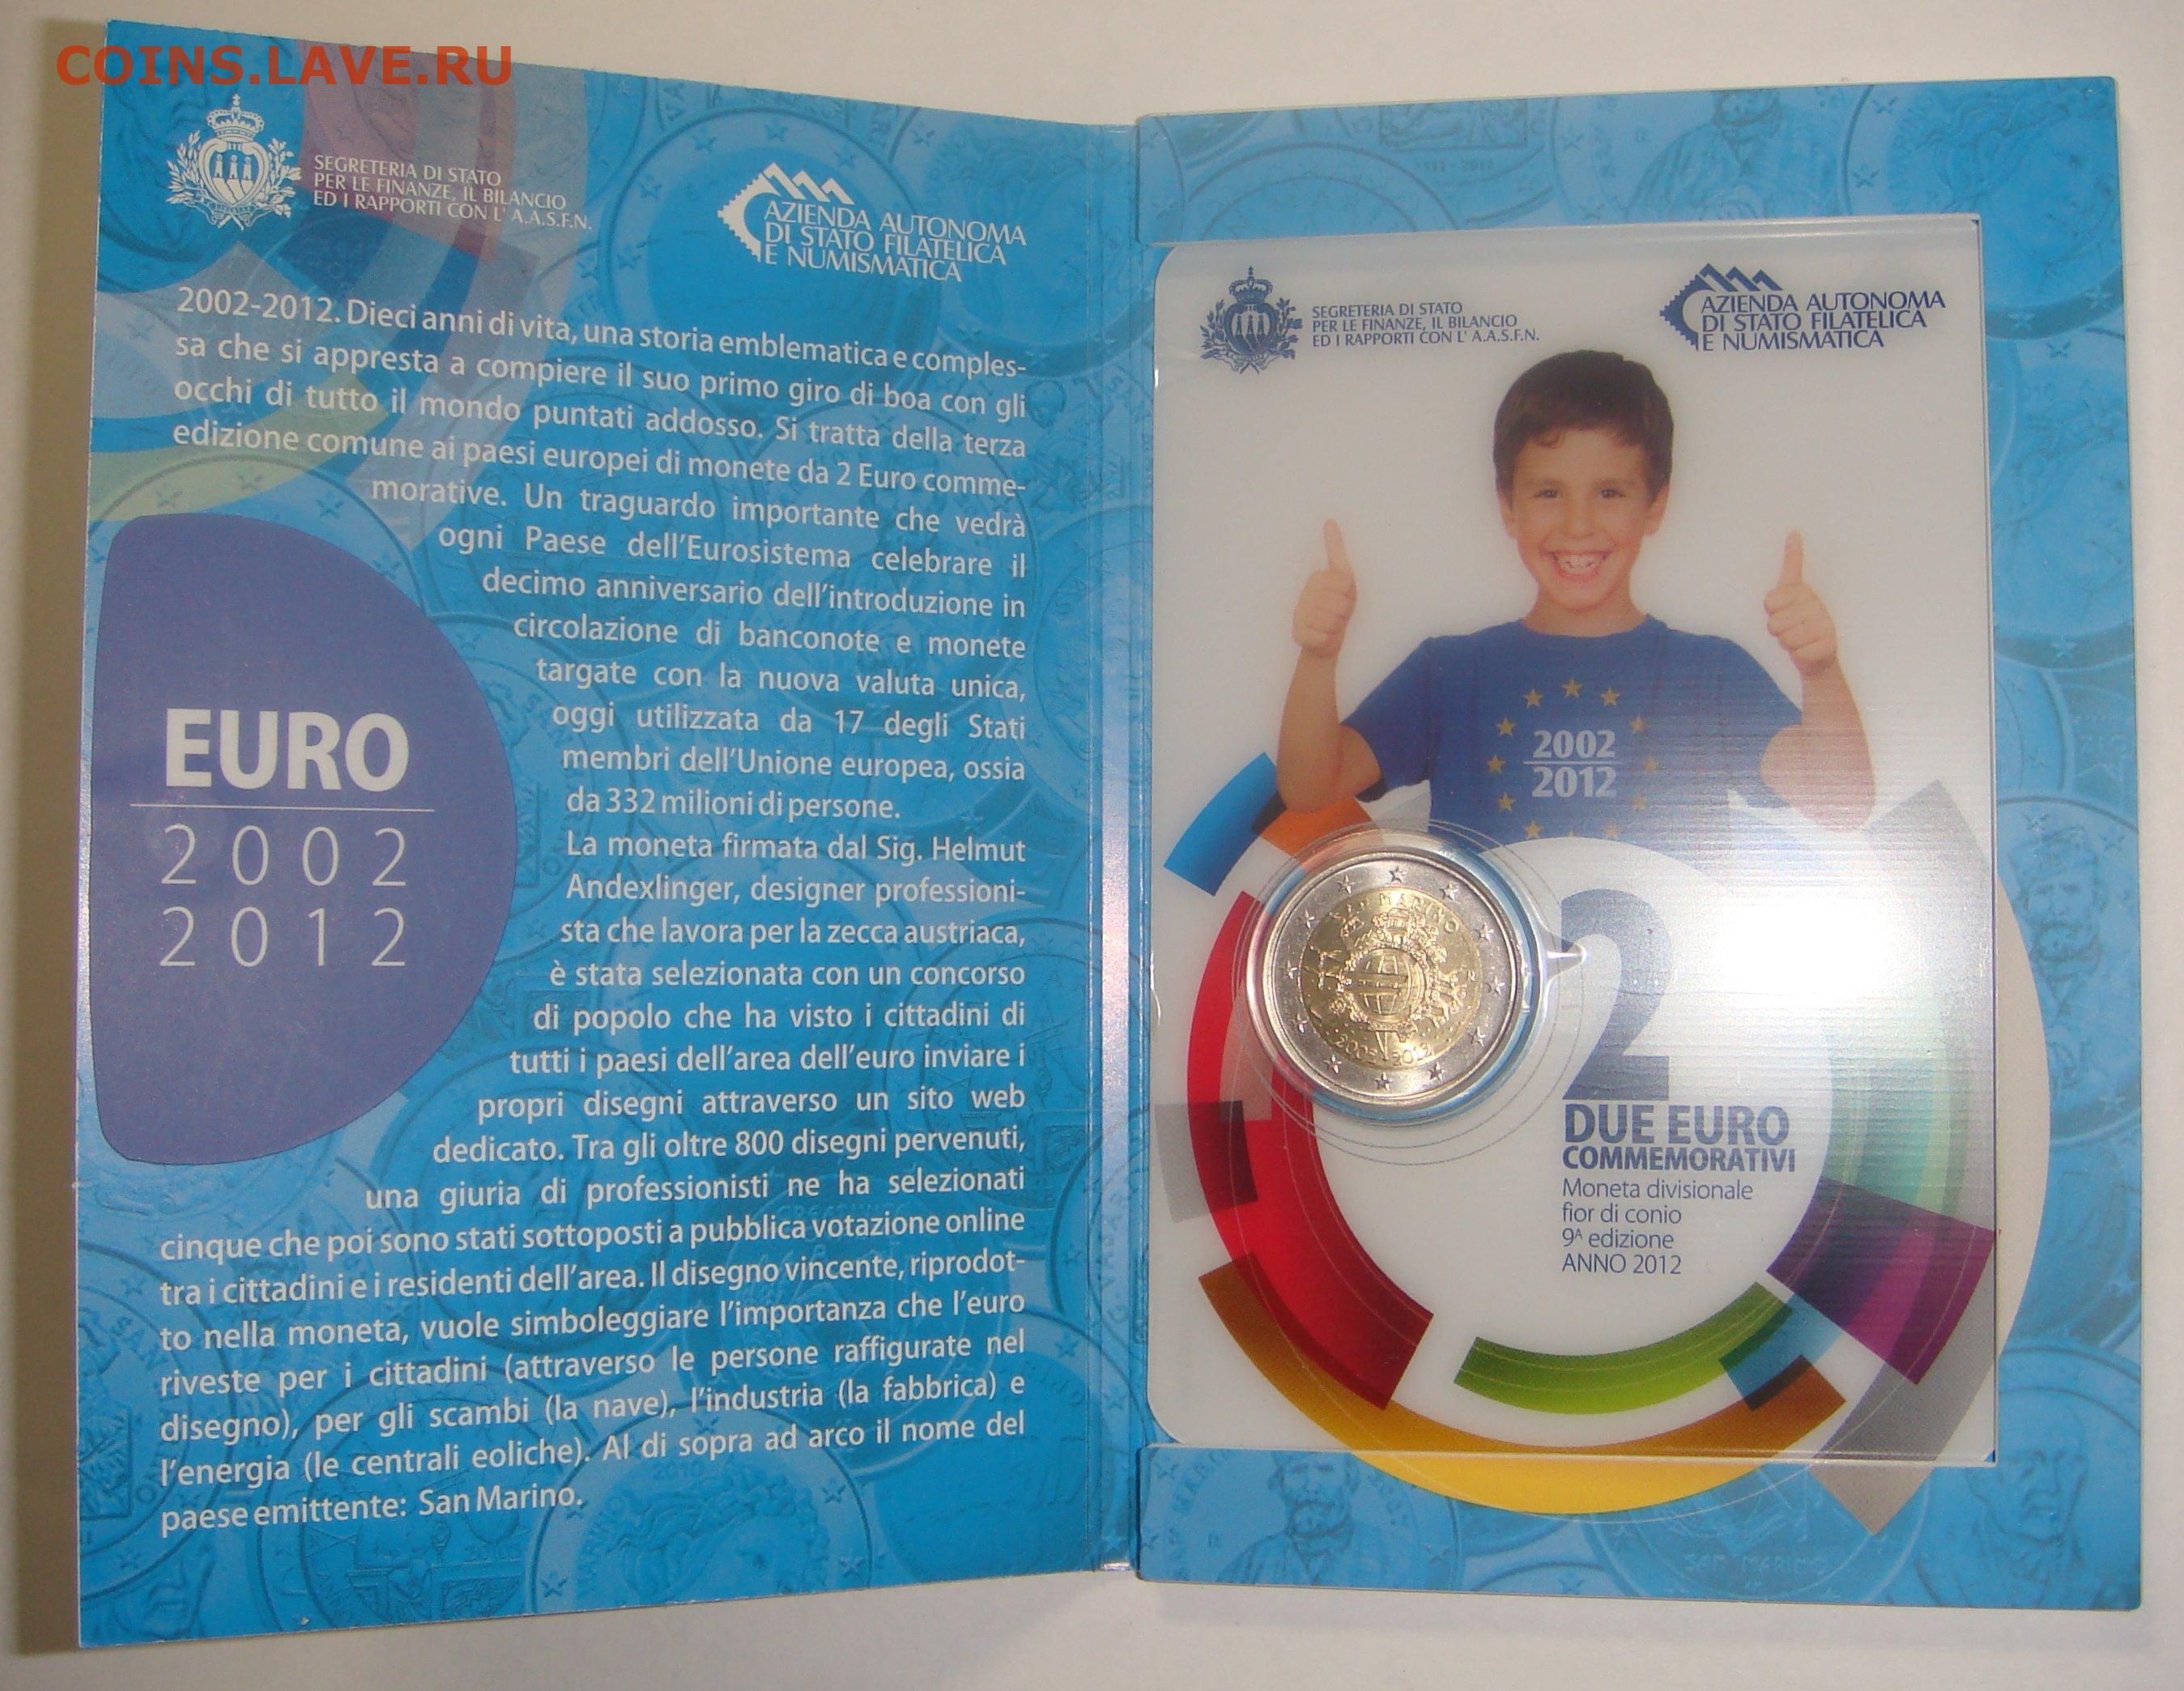 COINS.LAVE.RU
SEGRETERIA DI STATO
PER LE FINANZE, IL BILANCIO
ED I RAPPORTI CON L' A.A.S.F.N.
AZIENDA AUTONOMA
DI STATO FILATELICA
E NUMISMATICA
2002-2012. Dieci anni di vita, una storia emblematica e comples-
sa che si appresta a compiere il suo primo giro di boa con gli
occhi di tutto il mondo puntati addosso. Si tratta della terza
edizione comune ai paesi europei di monete da 2 Euro comme-
morative. Un traguardo importante che vedrà
ogni Paese dell'Eurosistema celebrare il
decimo anniversario dell'introduzione in
circolazione di banconote e monete
targate con la nuova valuta unica,
oggi utilizzata da 17 degli Stati
membri dell'Unione europea, ossia
da 332 milioni di persone.
La moneta firmata dal Sig. Helmut
Andexlinger, designer professioni-
sta che lavora per la zecca austriaca,
è stata selezionata con un concorso
di popolo che ha visto i cittadini di
tutti i paesi dell'area dell'euro inviare i
propri disegni attraverso un sito web
dedicato. Tra gli oltre 800 disegni pervenuti,
una giuria di professionisti ne ha selezionati
cinque che poi sono stati sottoposti a pubblica votazione online
tra i cittadini e i residenti dell'area. Il disegno vincente, riprodot-
to nella moneta, vuole simboleggiare l'importanza che l'euro
riveste per i cittadini (attraverso le persone raffigurate nel
disegno), per gli scambi (la nave), l'industria (la fabbrica) e
l'energia (le centrali eoliche). Al di sopra ad arco il nome del
paese emittente: San Marino.
EURO
2002
2012
SEGRETERIA DI STATO
PER LE FINANZE, IL BILANCIO
ED I RAPPORTI CON L' A.A.S.F.N.
AZIENDA AUTONOMA
DI STATO FILATELICA
E NUMISMATICA
2002
2012
SAN MARINO
2002 2012
2
DUE EURO
COMMEMORATIVI
Moneta divisionale
fior di conio
9ᴬ edizione
ANNO 2012